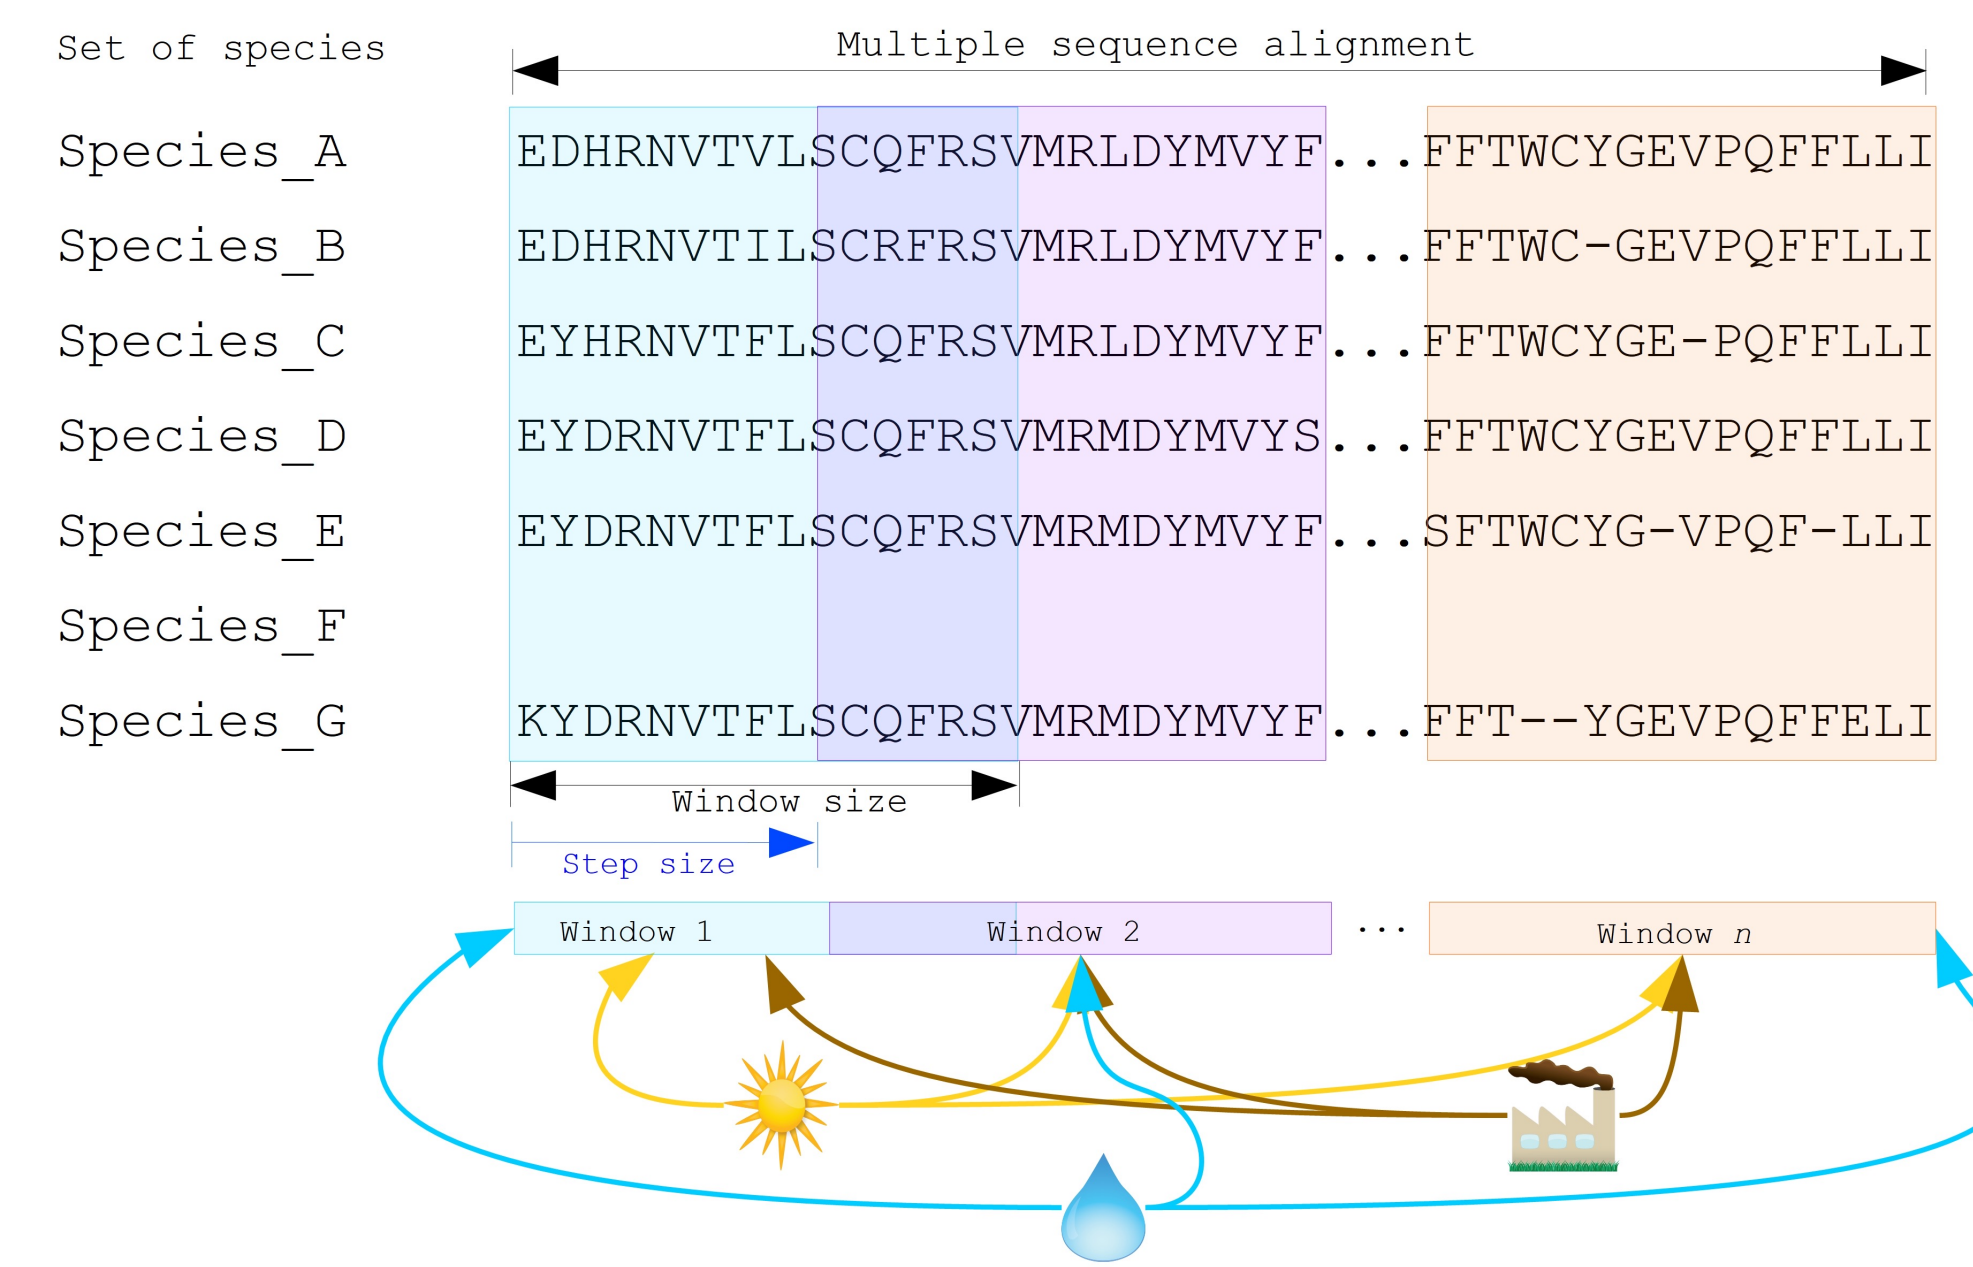 Set of species
Multiple sequence alignment
Species_A EDHRNVTVLSCQFRSVMRLDYMVYF...FFTWCYGEVPQFFLLI
Species_B EDHRNVTILSCRFRSVMRLDYMVYF...FFTWC-GEVPQFFLLI
Species_C EYHRNVTFLSCQFRSVMRLDYMVYF...FFTWCYGE-PQFFLLI
Species_D EYDRNVTFLSCQFRSVMRMDYMVYS...FFTWCYGEVPQFFLLI
Species_E EYDRNVTFLSCQFRSVMRMDYMVYF...SFTWCYG-VPQF-LLI
Species_F
Species_G KYDRNVTFLSCQFRSVMRMDYMVYF...FFT--YGEVPQFFELI
Window size
Step size
Window 1 Window 2 ... Window n